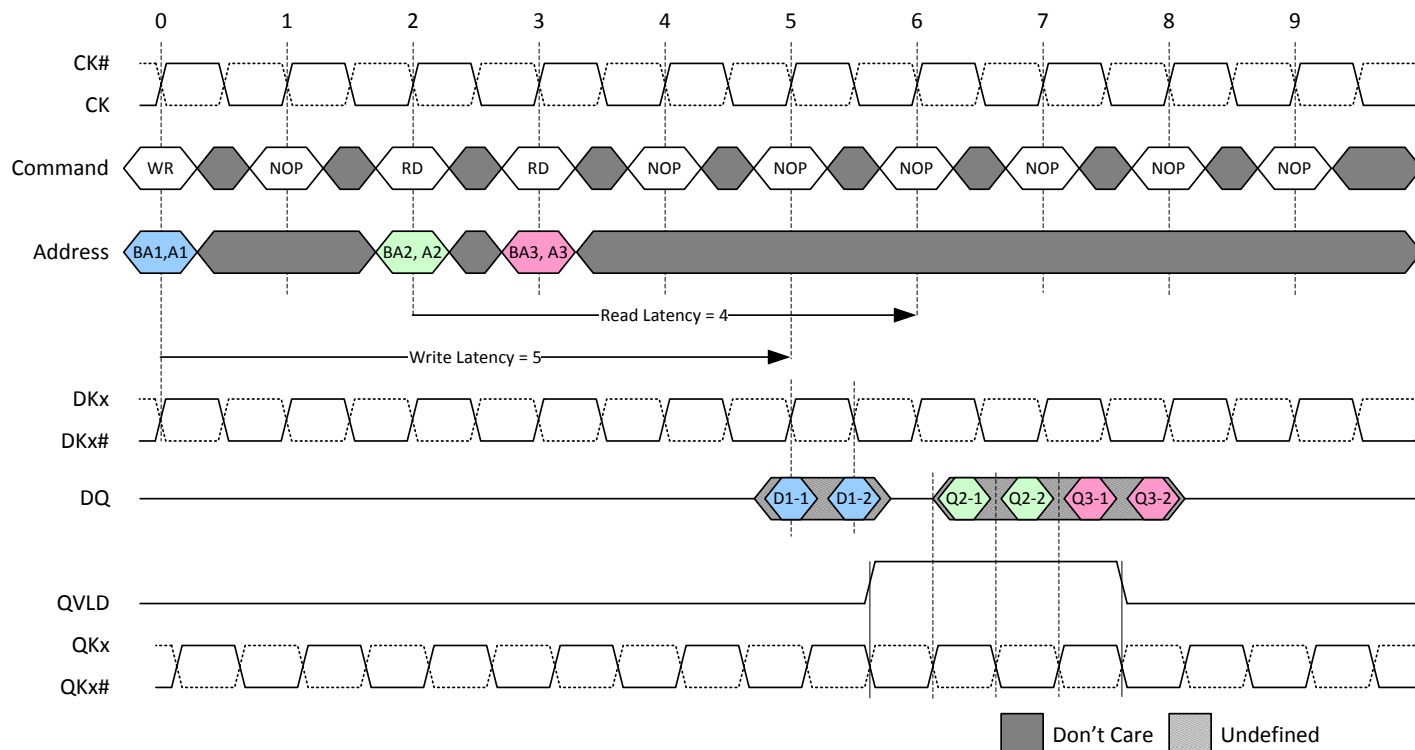 0 1 2 3 4 5 6 7 8 9
CK#
CK
Command WR NOP RD RD NOP NOP NOP NOP NOP NOP
Address BA1,A1 BA2, A2 BA3, A3
Read Latency = 4
Write Latency = 5
DKx
DKx#
DQ D1-1 D1-2 Q2-1 Q2-2 Q3-1 Q3-2
QVLD
QKx
QKx#
Don't Care Undefined